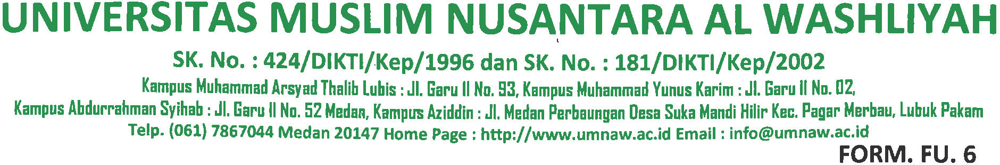 UNIVERSITAS MUSLIM NUSANTARA AL WASHLIYAH
SK. No. : 424/DIKTI/Kep/1996 dan SK. No. : 181/DIKTI/Kep/2002
Kampus Muhammad Arsyad Thalib Lubis : Jl. Garu II No. 93, Kampus Muhammad Yunus Karim : Jl. Garu II No. 02,
Kampus Abdurrahman Syihab : Jl. Garu II No. 52 Medan, Kampus Aziddin : Jl. Medan Perbaungan Desa Suka Mandi Hilir Kec. Pagar Merbau, Lubuk Pakam
Telp. (061) 7867044 Medan 20147 Home Page : http://www.umnaw.ac.id Email : info@umnaw.ac.id
FORM. FU. 6